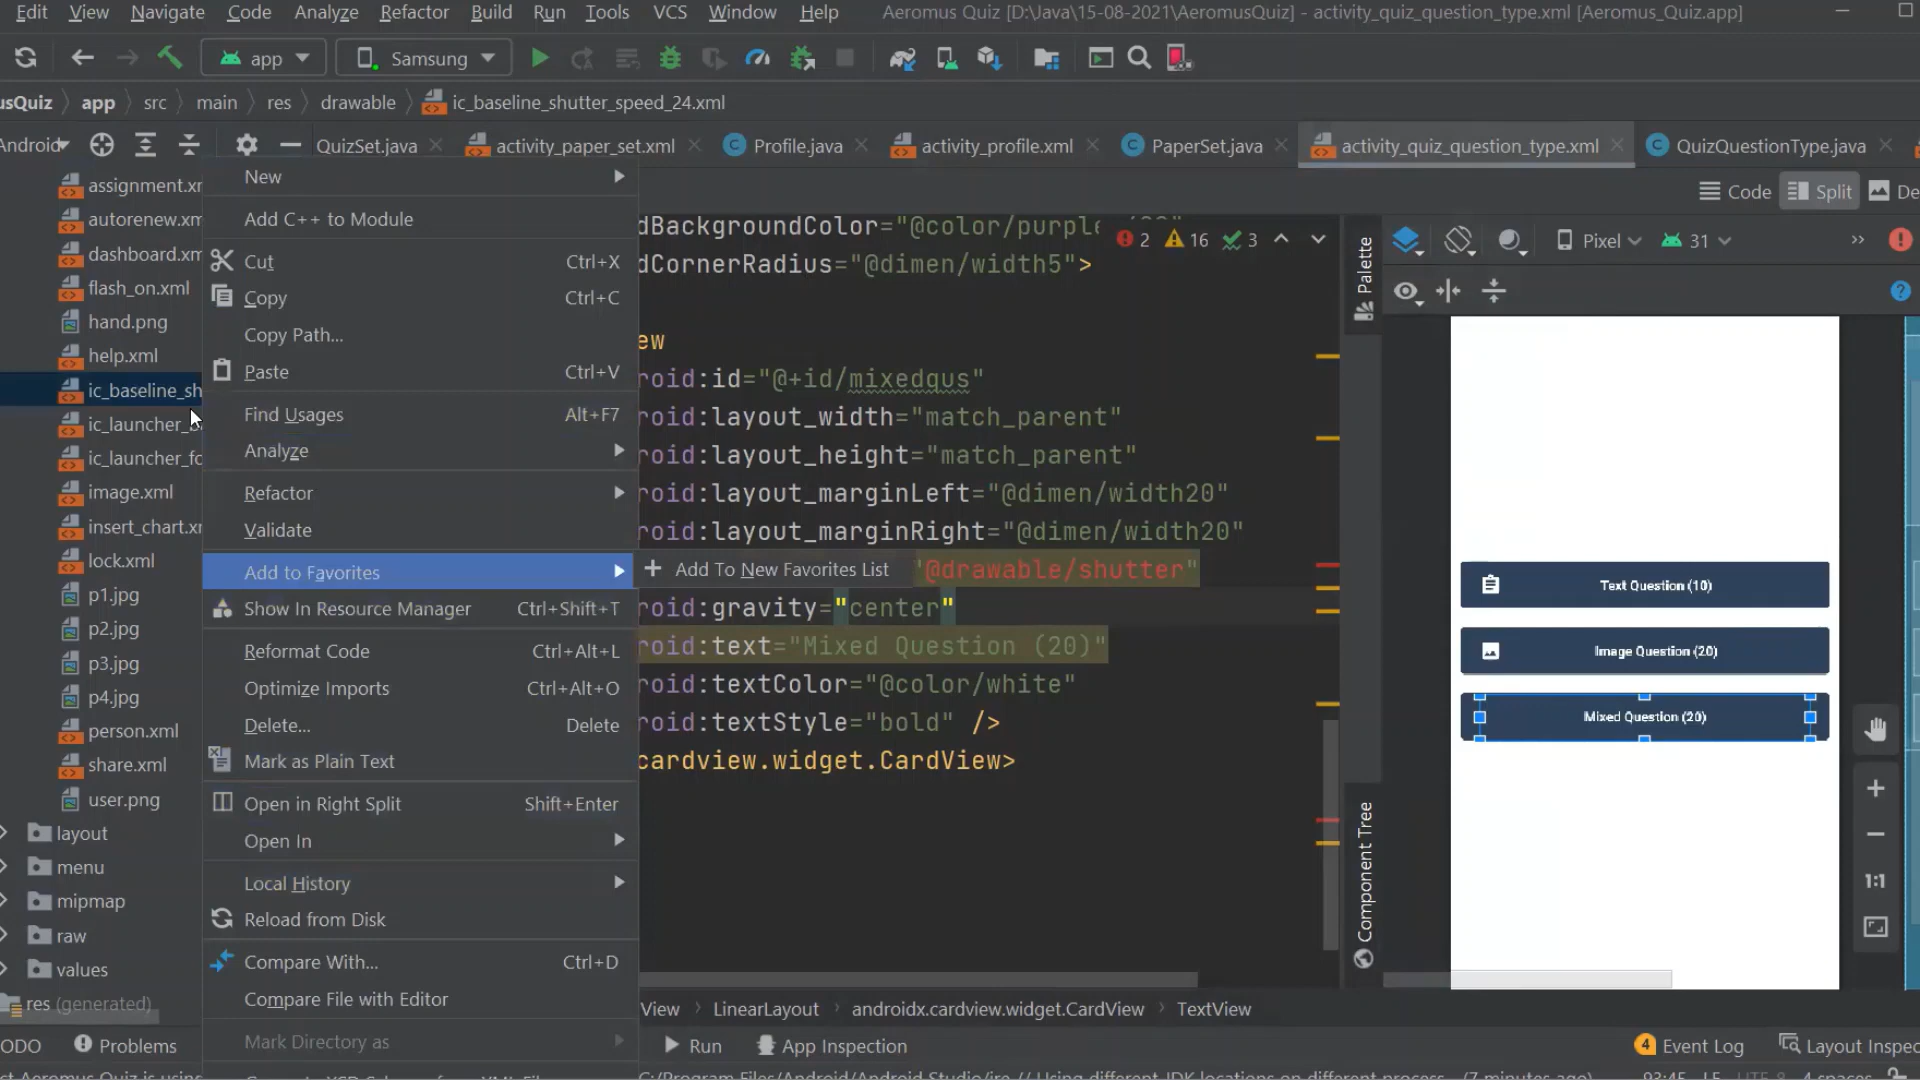 Edit View Navigate Code Analyze Refactor Build Run Tools VCS Window Help Aeromus Quiz [D:\Java\15-08-2021\AeromusQuiz] - activity_quiz_question_type.xml [Aeromus_Quiz.app]
app Samsung
usQuiz app src main res drawable ic_baseline_shutter_speed_24.xml
Android QuizSet.java activity_paper_set.xml Profile.java activity_profile.xml PaperSet.java activity_quiz_question_type.xml QuizQuestionType.java
Code Split De
assignment.xm
autorenew.xm
dashboard.xm
flash_on.xml
hand.png
help.xml
ic_baseline_sh
ic_launcher_b
ic_launcher_fo
image.xml
insert_chart.xm
lock.xml
p1.jpg
p2.jpg
p3.jpg
p4.jpg
person.xml
share.xml
user.png
layout
menu
mipmap
raw
values
res (generated)
New
Add C++ to Module
Cut Ctrl+X
Copy Ctrl+C
Copy Path...
Paste Ctrl+V
Find Usages Alt+F7
Analyze
Refactor
Validate
Add to Favorites
Show In Resource Manager Ctrl+Shift+T
Reformat Code Ctrl+Alt+L
Optimize Imports Ctrl+Alt+O
Delete... Delete
Mark as Plain Text
Open in Right Split Shift+Enter
Open In
Local History
Reload from Disk
Compare With... Ctrl+D
Compare File with Editor
Mark Directory as
+ Add To New Favorites List
dBackgroundColor="@color/purple
2 16 3
dCornerRadius="@dimen/width5">
ew
roid:id="@+id/mixedqus"
roid:layout_width="match_parent"
roid:layout_height="match_parent"
roid:layout_marginLeft="@dimen/width20"
roid:layout_marginRight="@dimen/width20"
"@drawable/shutter"
roid:gravity="center"
roid:text="Mixed Question (20)"
roid:textColor="@color/white"
roid:textStyle="bold" />
cardview.widget.CardView>
Palette
Component Tree
Pixel 31
Text Question (10)
Image Question (20)
Mixed Question (20)
1:1
View LinearLayout androidx.cardview.widget.CardView TextView
ODO Problems Run App Inspection 4 Event Log Layout Inspec